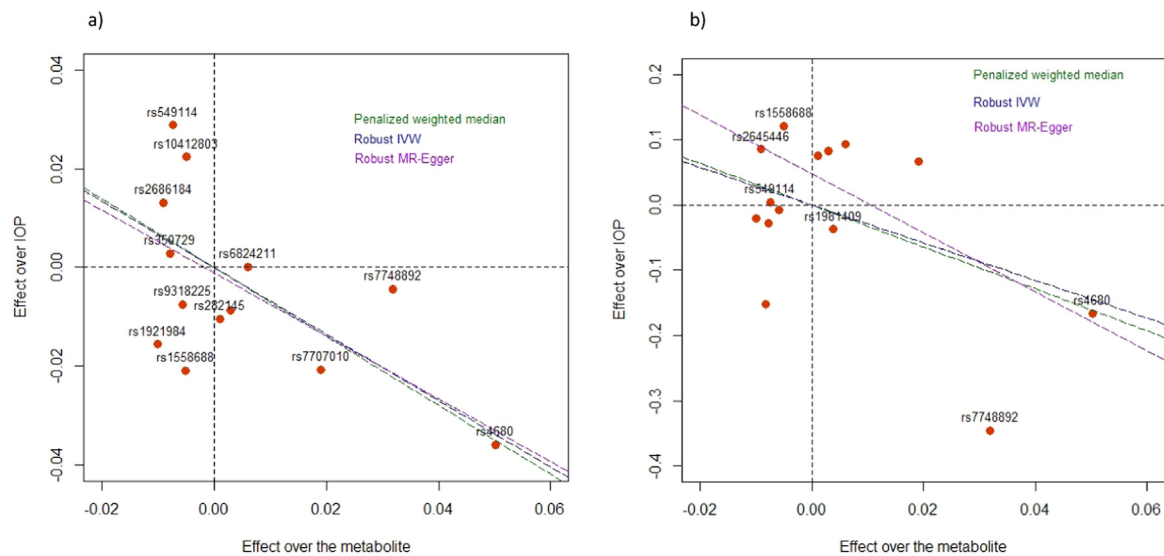 a)
0.04
0.02
0.00
-0.02
-0.04
Effect over IOP
rs549114
rs10412803
rs2686184
rs350729
rs6824211
rs7748892
rs9318225
rs282145
rs1921984
rs1558688
rs7707010
rs4680
Penalized weighted median
Robust IVW
Robust MR-Egger
-0.02 0.00 0.02 0.04 0.06
Effect over the metabolite
b)
0.2
0.1
0.0
-0.1
-0.2
-0.3
-0.4
Effect over IOP
Penalized weighted median
Robust IVW
Robust MR-Egger
rs1558688
rs2645446
rs549114
rs1981409
rs4680
rs7748892
-0.02 0.00 0.02 0.04 0.06
Effect over the metabolite